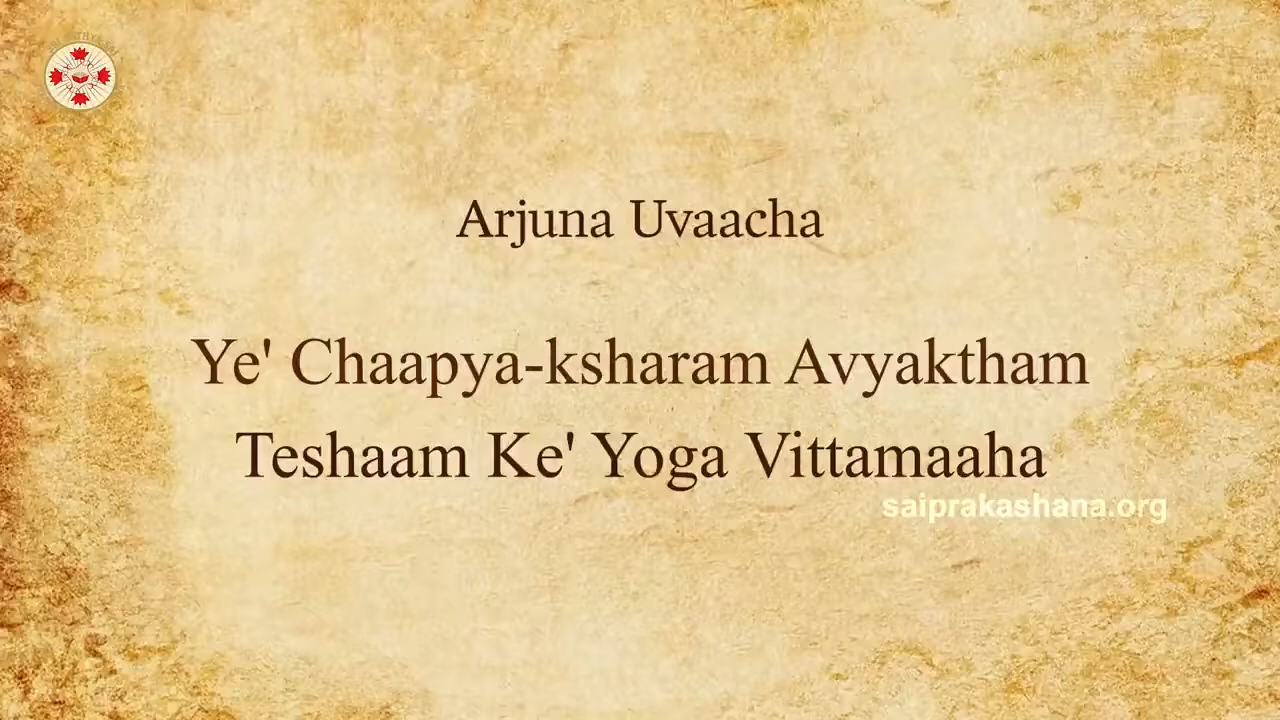 Arjuna Uvaacha
Ye' Chaapya-ksharam Avyaktham
Teshaam Ke' Yoga Vittamaaha
saiprakashana.org